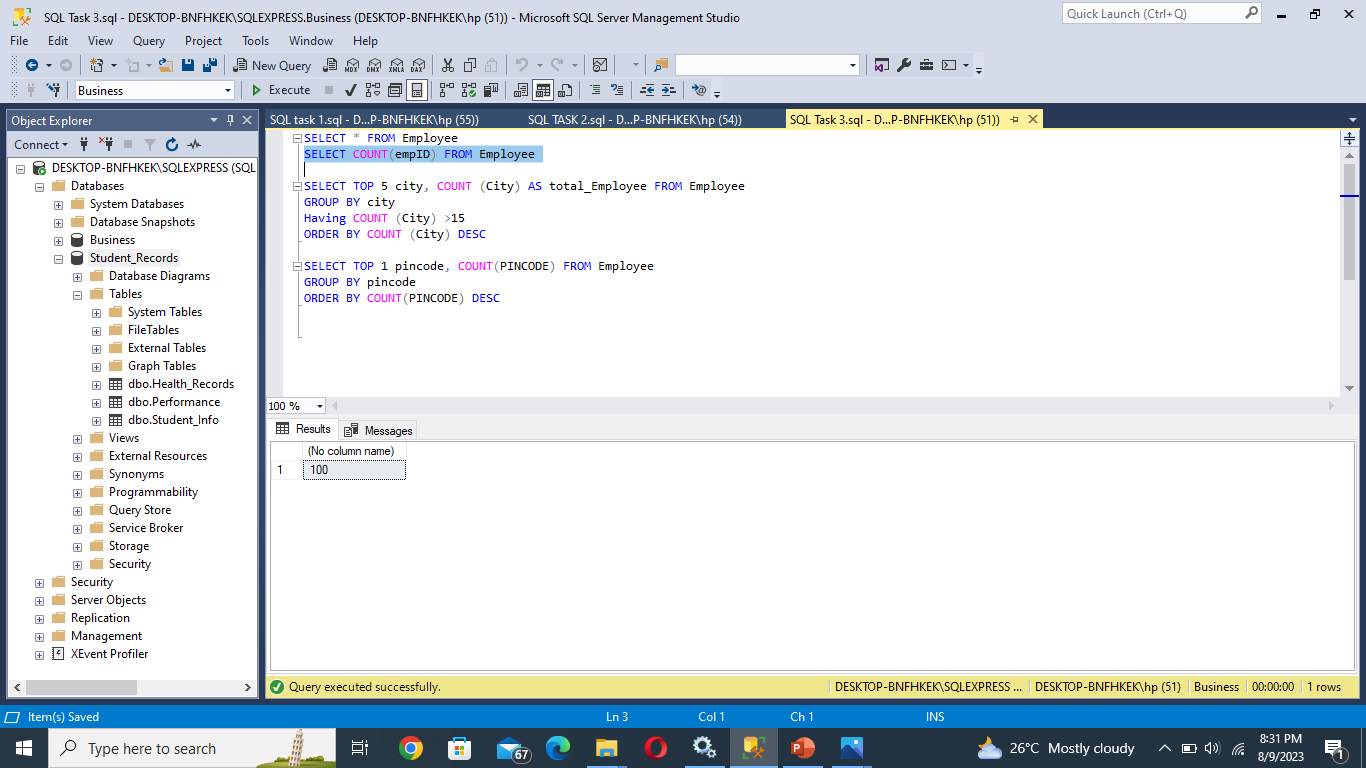 SQL Task 3.sql - DESKTOP-BNFHKEK\SQLEXPRESS.Business (DESKTOP-BNFHKEK\hp (51)) - Microsoft SQL Server Management Studio
Quick Launch (Ctrl+Q)
File Edit View Query Project Tools Window Help
New Query MDX DMX XMLA DAX
Business Execute
Object Explorer
Connect
DESKTOP-BNFHKEK\SQLEXPRESS (SQL
Databases
System Databases
Database Snapshots
Business
Student_Records
Database Diagrams
Tables
System Tables
FileTables
External Tables
Graph Tables
dbo.Health_Records
dbo.Performance
dbo.Student_Info
Views
External Resources
Synonyms
Programmability
Query Store
Service Broker
Storage
Security
Security
Server Objects
Replication
Management
XEvent Profiler
SQL task 1.sql - D...P-BNFHKEK\hp (55)) SQL TASK 2.sql - D...P-BNFHKEK\hp (54)) SQL Task 3.sql - D...P-BNFHKEK\hp (51))
SELECT * FROM Employee
SELECT COUNT(empID) FROM Employee
SELECT TOP 5 city, COUNT (City) AS total_Employee FROM Employee
GROUP BY city
Having COUNT (City) >15
ORDER BY COUNT (City) DESC
SELECT TOP 1 pincode, COUNT(PINCODE) FROM Employee
GROUP BY pincode
ORDER BY COUNT(PINCODE) DESC
100 %
Results Messages
(No column name)
1 100
Query executed successfully. DESKTOP-BNFHKEK\SQLEXPRESS ... DESKTOP-BNFHKEK\hp (51) Business 00:00:00 1 rows
Item(s) Saved Ln 3 Col 1 Ch 1 INS
Type here to search 67 26°C Mostly cloudy 8:31 PM
8/9/2023 1